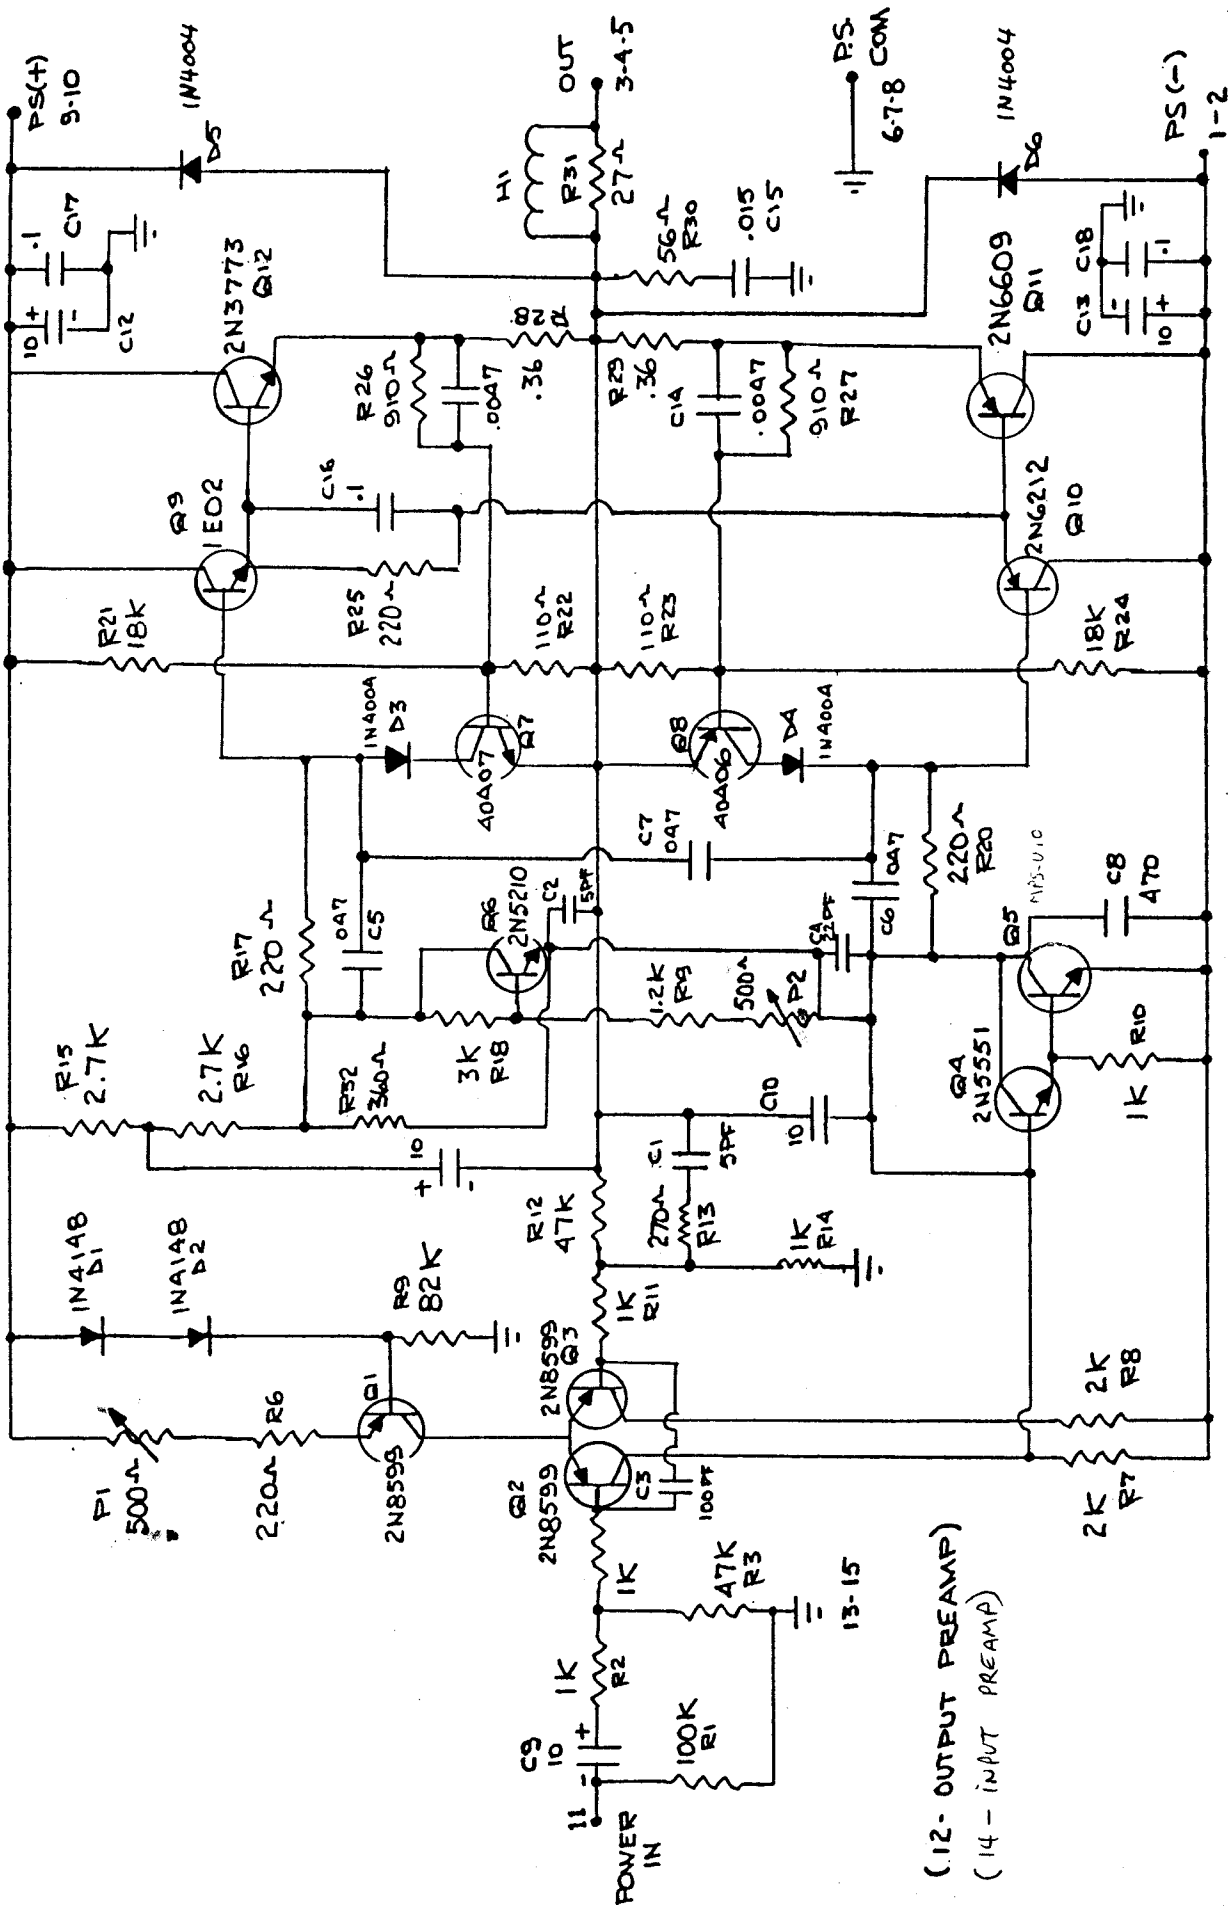 PS(+)
9-10
1N4004
D5
OUT
3-4-5
P.S.
COM
6-7-8
1N4004
D6
PS(-)
1-2
.1
C17
10
+
-
C12
2N3773
Q12
H1
R31
27Ω
56Ω
R30
.015
C15
R28
.36
R29
.36
R26
910Ω
.0047
C14
.0047
910Ω
R27
2N6609
Q11
C13
-
+
10
C18
.1
Q9
1E02
C16
.1
R25
220Ω
2N6212
Q10
R21
18K
110Ω
R22
110Ω
R23
18K
R24
1N4004
D3
40407
Q7
Q8
40406
D4
1N4004
R17
220Ω
.047
C5
C7
.047
.047
C6
220Ω
R20
Q6
2N5210
C2
5PF
C4
1.2K
R19
500Ω
P2
3K
R18
R32
360Ω
R15
2.7K
2.7K
R16
10
+
-
Q5
MPS-U10
C8
470
Q4
2N5551
R10
1K
1N4148
D1
1N4148
D2
R9
82K
R12
47K
C1
5PF
270Ω
R13
1K
R14
C10
10
1K
R11
P1
500Ω
R6
220Ω
Q1
2N8599
Q2
2N8599
2N8599
Q3
C3
100PF
2K
R8
2K
R7
1K
47K
R3
13-15
1K
R2
C9
10
-
+
100K
R1
11
POWER
IN
(12- OUTPUT PREAMP)
(14 - INPUT PREAMP)